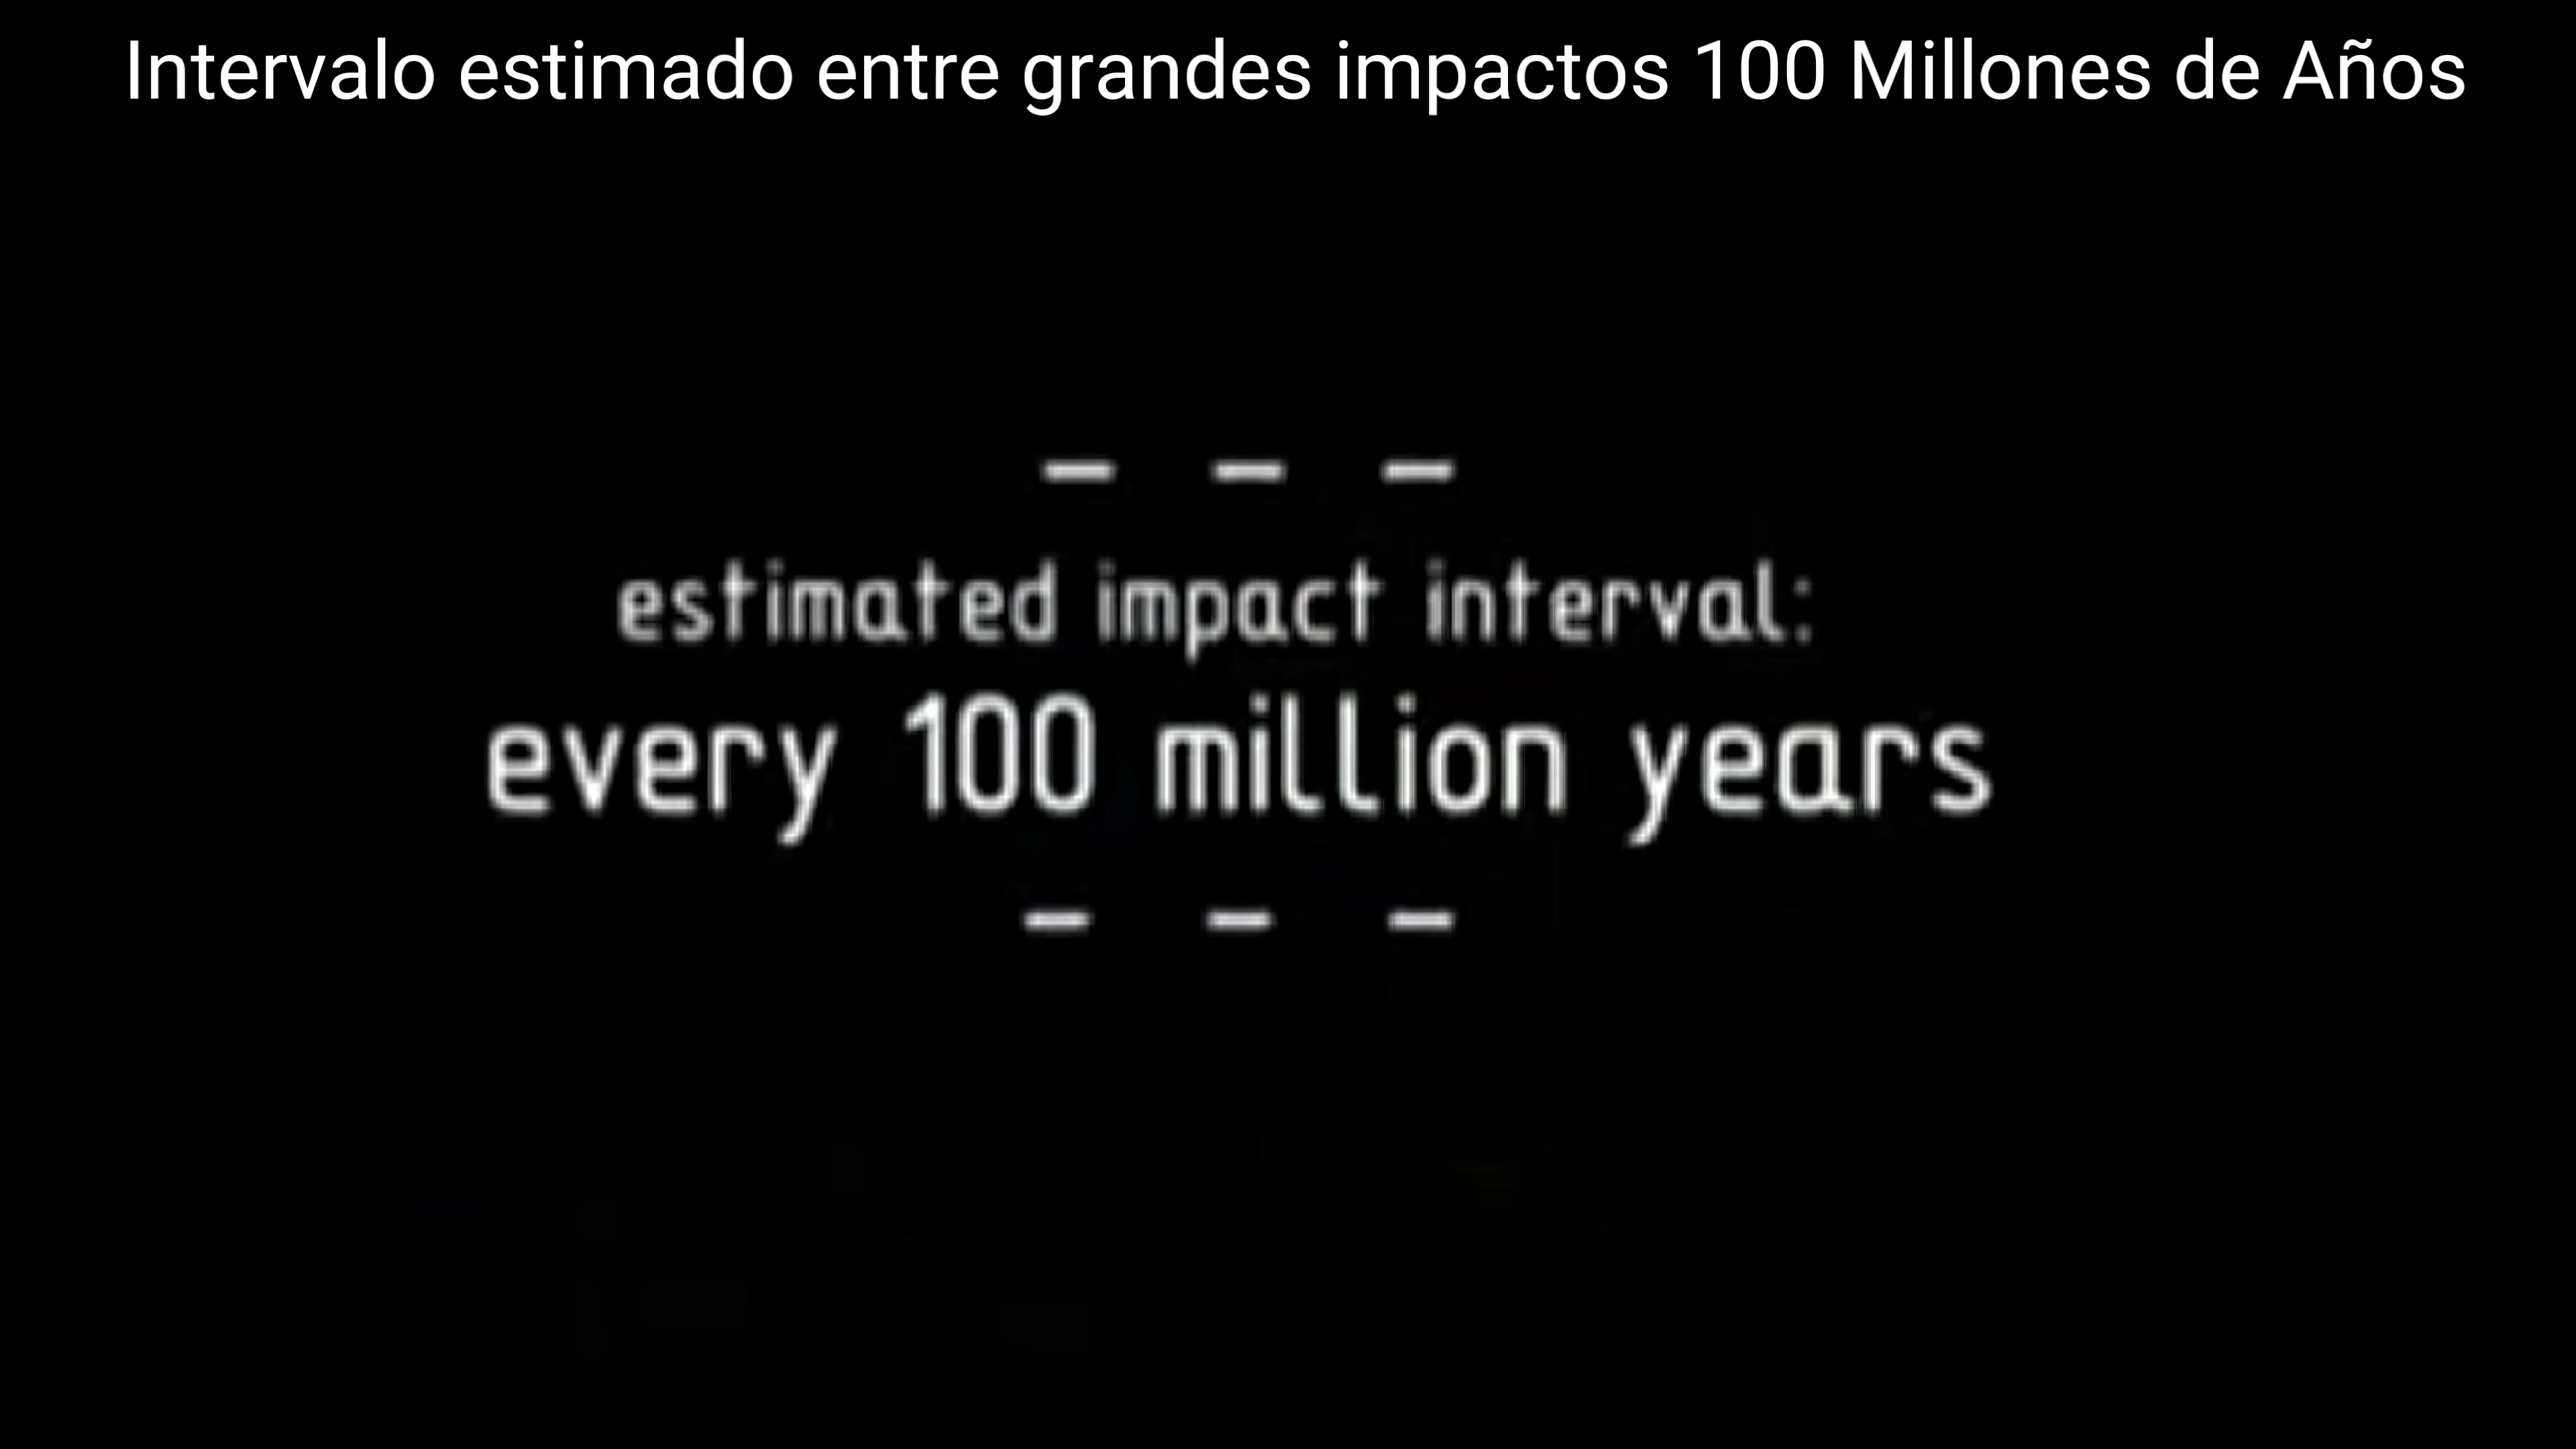 Intervalo estimado entre grandes impactos 100 Millones de Años
– – –
estimated impact interval:
every 100 million years
– – –